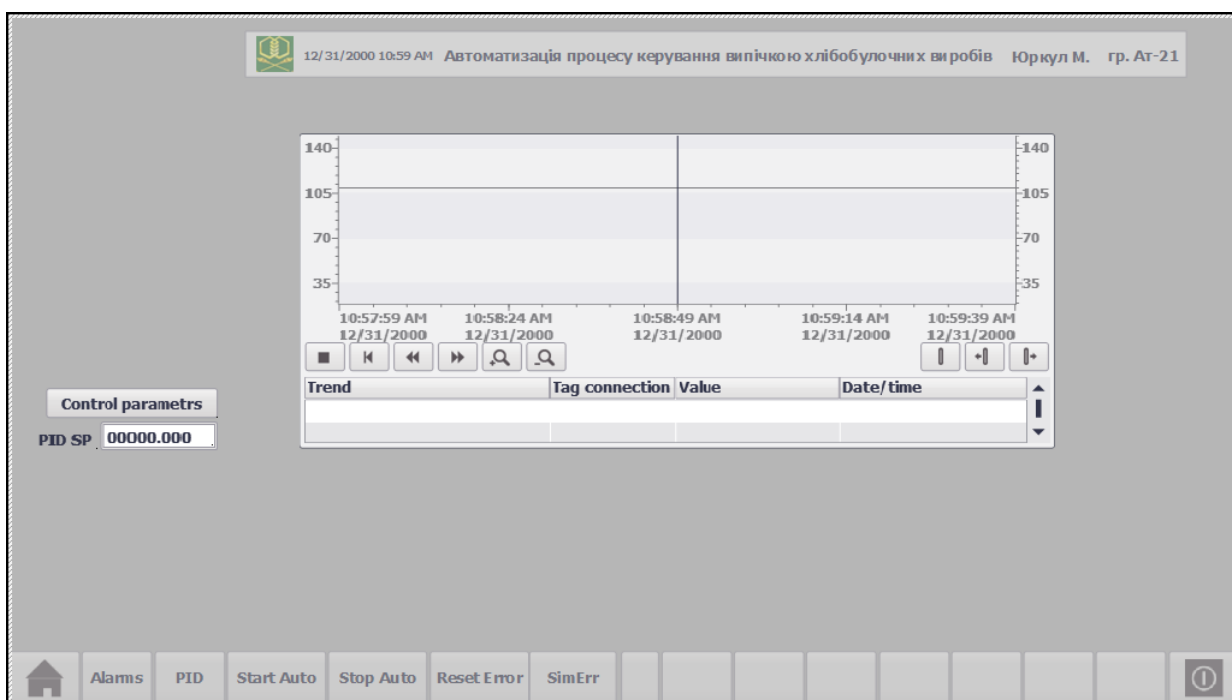 12/31/2000 10:59 AM Автоматизація процесу керування випічкою хлібобулочних виробів Юркул М. гр. Ат-21
140 140
105 105
70 70
35 35
10:57:59 AM 10:58:24 AM 10:58:49 AM 10:59:14 AM 10:59:39 AM
12/31/2000 12/31/2000 12/31/2000 12/31/2000 12/31/2000
Trend Tag connection Value Date/time
Control parametrs
PID SP 00000.000
Alarms PID Start Auto Stop Auto Reset Error SimErr